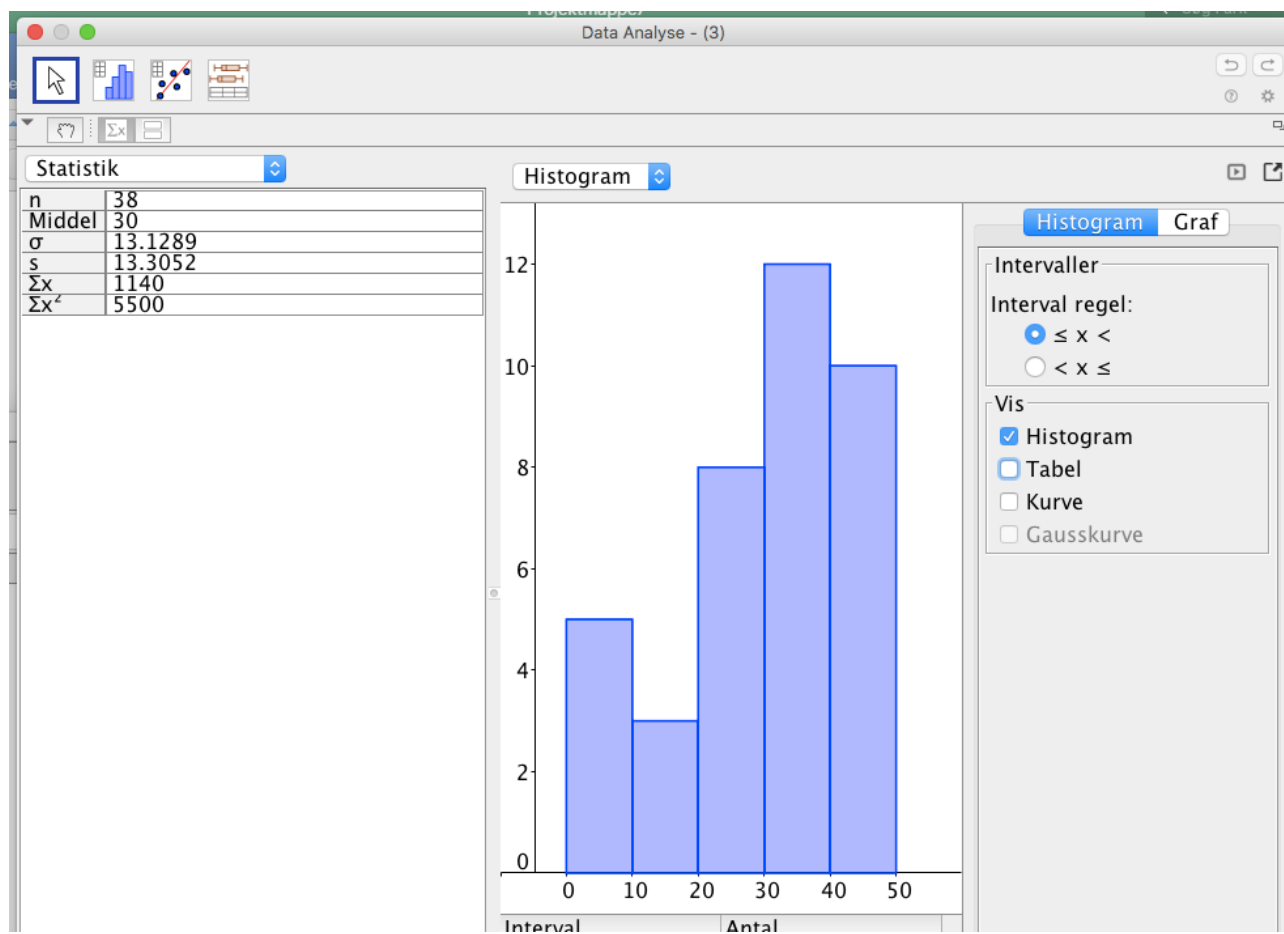 Projektmappe7
Data Analyse - (3)
Σx
Statistik
n 38
Middel 30
σ 13.1289
s 13.3052
Σx 1140
Σx² 5500
Histogram
12
10
8
6
4
2
0
0 10 20 30 40 50
Interval Antal
Histogram Graf
Intervaller
Interval regel:
≤ x <
< x ≤
Vis
Histogram
Tabel
Kurve
Gausskurve